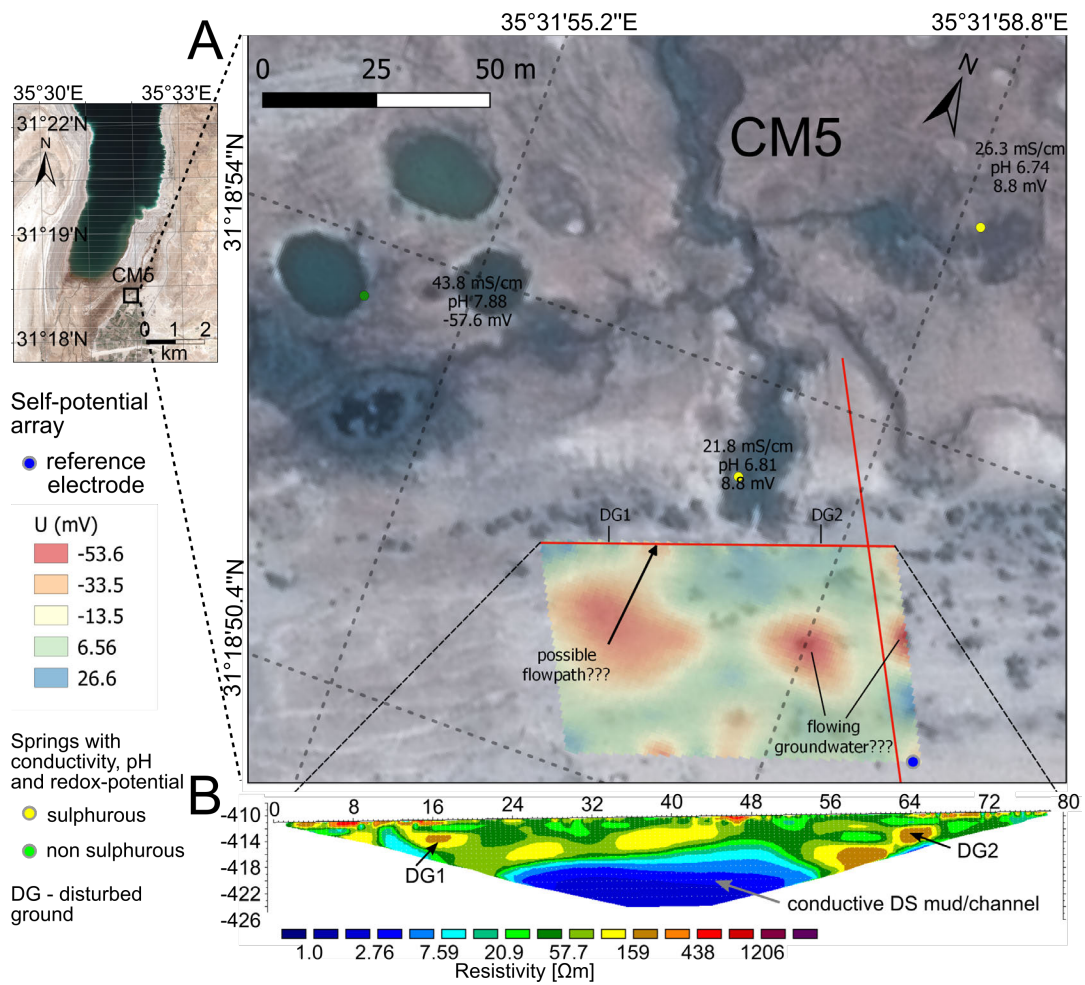 A
35°31'55.2"E
35°31'58.8"E
35°30'E
35°33'E
31°22'N
N
31°19'N
CM5
31°18'N
0 1 2
km
0 25 50 m
N
CM5
31°18'54"N
31°18'50.4"N
26.3 mS/cm
pH 6.74
8.8 mV
43.8 mS/cm
pH 7.88
-57.6 mV
21.8 mS/cm
pH 6.81
8.8 mV
DG1
DG2
possible
flowpath???
flowing
groundwater???
Self-potential
array
reference
electrode
U (mV)
-53.6
-33.5
-13.5
6.56
26.6
Springs with
conductivity, pH
and redox-potential
sulphurous
non sulphurous
DG - disturbed
ground
B
0 8 16 24 32 40 48 56 64 72 80
-410
-414
-418
-422
-426
DG1
DG2
conductive DS mud/channel
1.0 2.76 7.59 20.9 57.7 159 438 1206
Resistivity [Ωm]